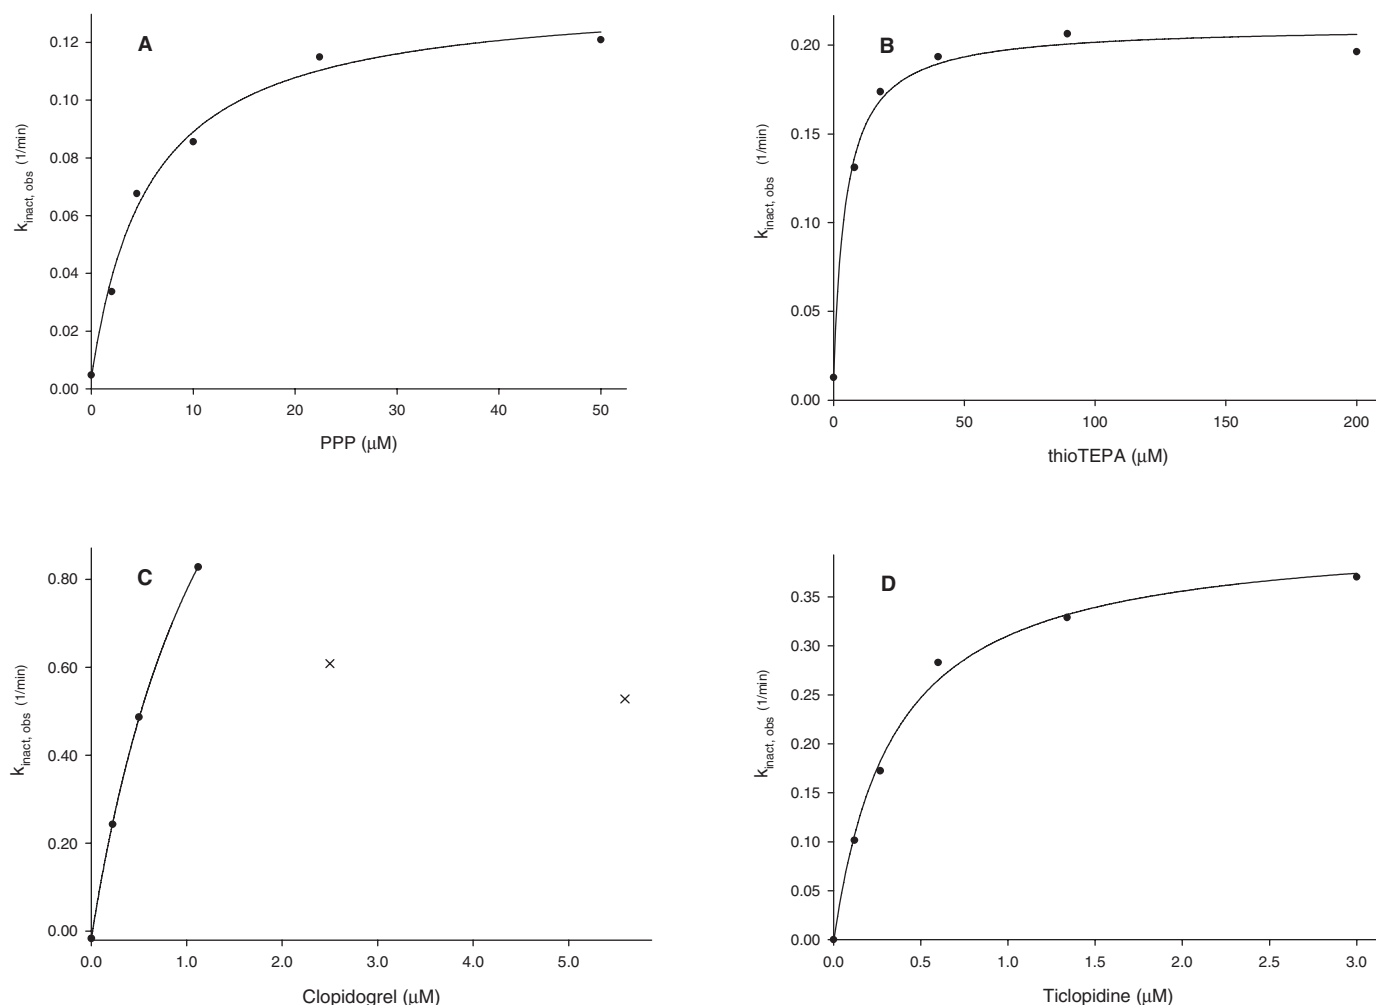 A
0.12
0.10
0.08
0.06
0.04
0.02
0.00
k inact, obs (1/min)
0 10 20 30 40 50
PPP (μM)
B
0.20
0.15
0.10
0.05
0.00
k inact, obs (1/min)
0 50 100 150 200
thioTEPA (μM)
C
0.80
0.60
0.40
0.20
0.00
k inact, obs (1/min)
0.0 1.0 2.0 3.0 4.0 5.0
Clopidogrel (μM)
D
0.35
0.30
0.25
0.20
0.15
0.10
0.05
0.00
k inact, obs (1/min)
0.0 0.5 1.0 1.5 2.0 2.5 3.0
Ticlopidine (μM)